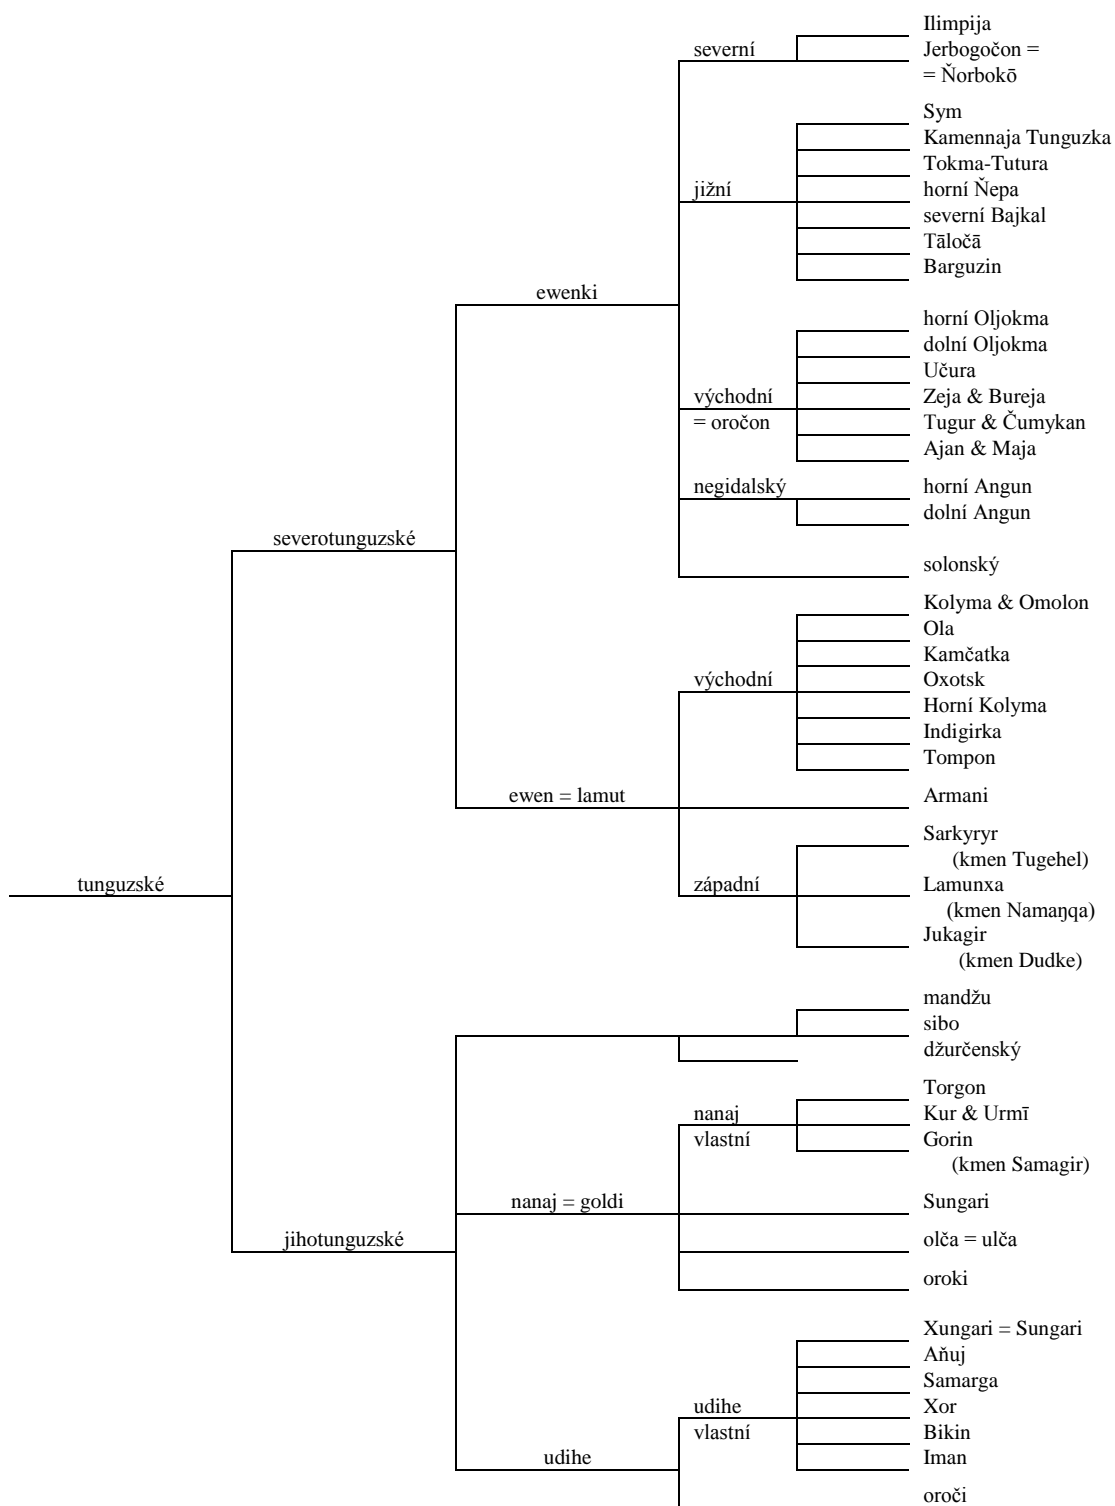 Ilimpija
severní
Jerbogočon =
= Ňorbokō
Sym
Kamennaja Tunguzka
Tokma-Tutura
jižní
horní Ňepa
severní Bajkal
Tāločā
Barguzin
ewenki
horní Oljokma
dolní Oljokma
Učura
východní
Zeja & Bureja
= oročon
Tugur & Čumykan
Ajan & Maja
negidalský
horní Angun
dolní Angun
severotunguzské
solonský
Kolyma & Omolon
Ola
Kamčatka
východní
Oxotsk
Horní Kolyma
Indigirka
Tompon
ewen = lamut
Armani
Sarkyryr
(kmen Tugehel)
tunguzské
západní
Lamunxa
(kmen Namaŋqa)
Jukagir
(kmen Dudke)
mandžu
sibo
džurčenský
Torgon
nanaj
Kur & Urmī
vlastní
Gorin
(kmen Samagir)
nanaj = goldi
Sungari
jihotunguzské
olča = ulča
oroki
Xungari = Sungari
Aňuj
Samarga
udihe
Xor
vlastní
Bikin
udihe
Iman
oroči